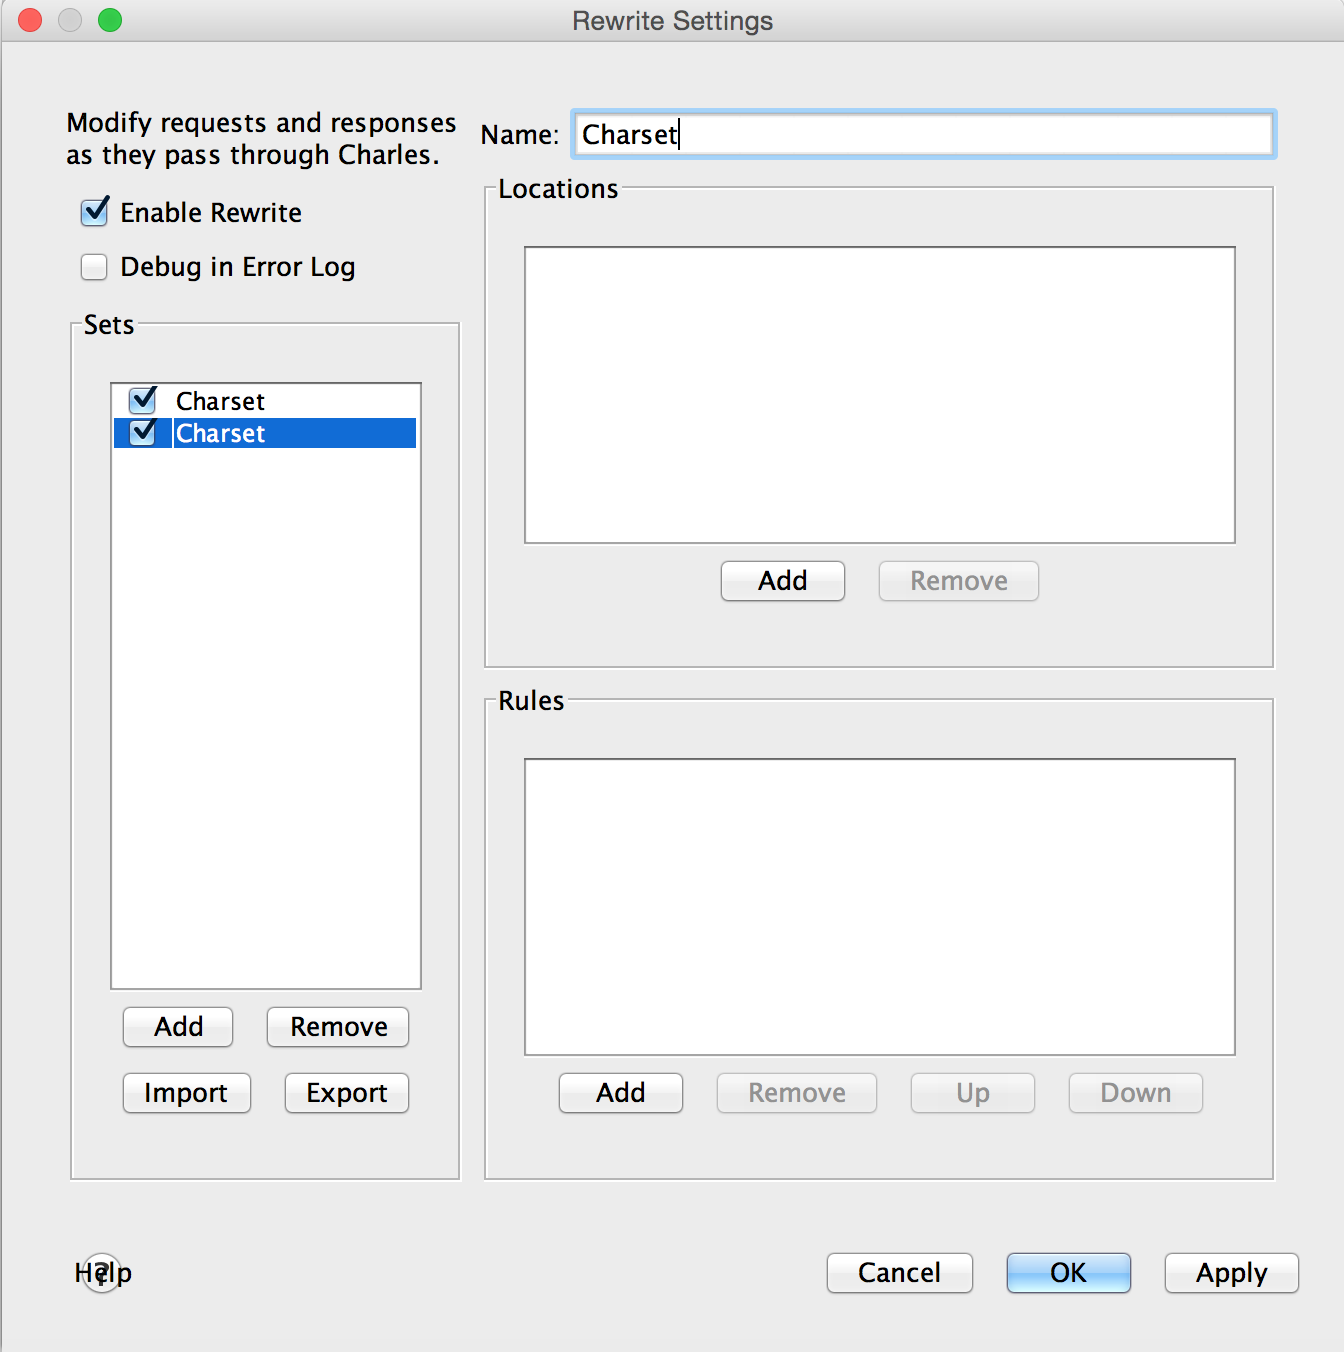 Rewrite Settings
Modify requests and responses
as they pass through Charles.
Enable Rewrite
Debug in Error Log
Sets
Charset
Charset
Add
Remove
Import
Export
Name:
Charset
Locations
Add
Remove
Rules
Add
Remove
Up
Down
Help
?
Cancel
OK
Apply